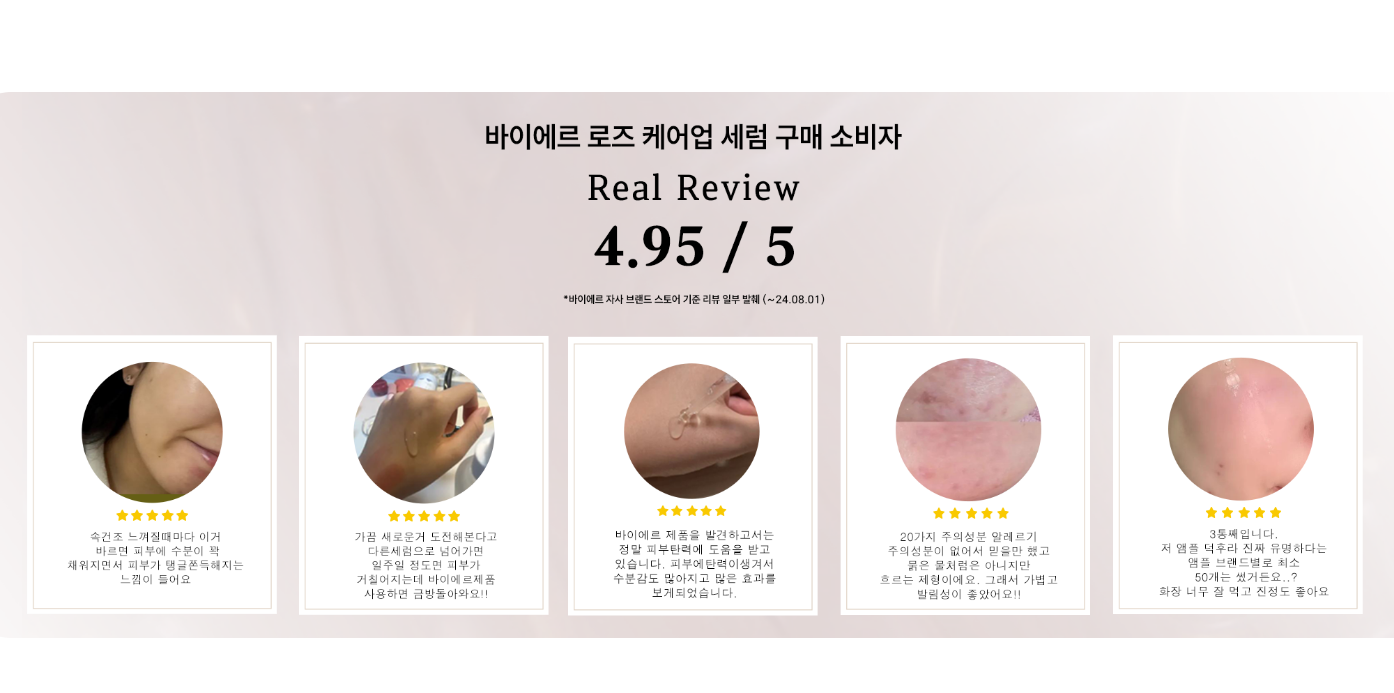 바이에르 로즈 케어업 세럼 구매 소비자
Real Review
4.95 / 5
*바이에르 자사 브랜드 스토어 기준 리뷰 일부 발췌 (~24.08.01)
속건조 느껴질때마다 이거
바르면 피부에 수분이 꽉
채워지면서 피부가 탱글쫀득해지는
느낌이 들어요
가끔 새로운거 도전해본다고
다른세럼으로 넘어가면
일주일 정도면 피부가
거칠어지는데 바이에르제품
사용하면 금방돌아와요!!
바이에르 제품을 발견하고서는
정말 피부탄력에 도움을 받고
있습니다. 피부에탄력이생겨서
수분감도 많아지고 많은 효과를
보게되었습니다.
20가지 주의성분 알레르기
주의성분이 없어서 믿을만 했고
묽은 물처럼은 아니지만
흐르는 제형이에요. 그래서 가볍고
발림성이 좋았어요!!
3통째입니다.
저 앰플 덕후라 진짜 유명하다는
앰플 브랜드별로 최소
50개는 썼거든요..?
화장 너무 잘 먹고 진정도 좋아요